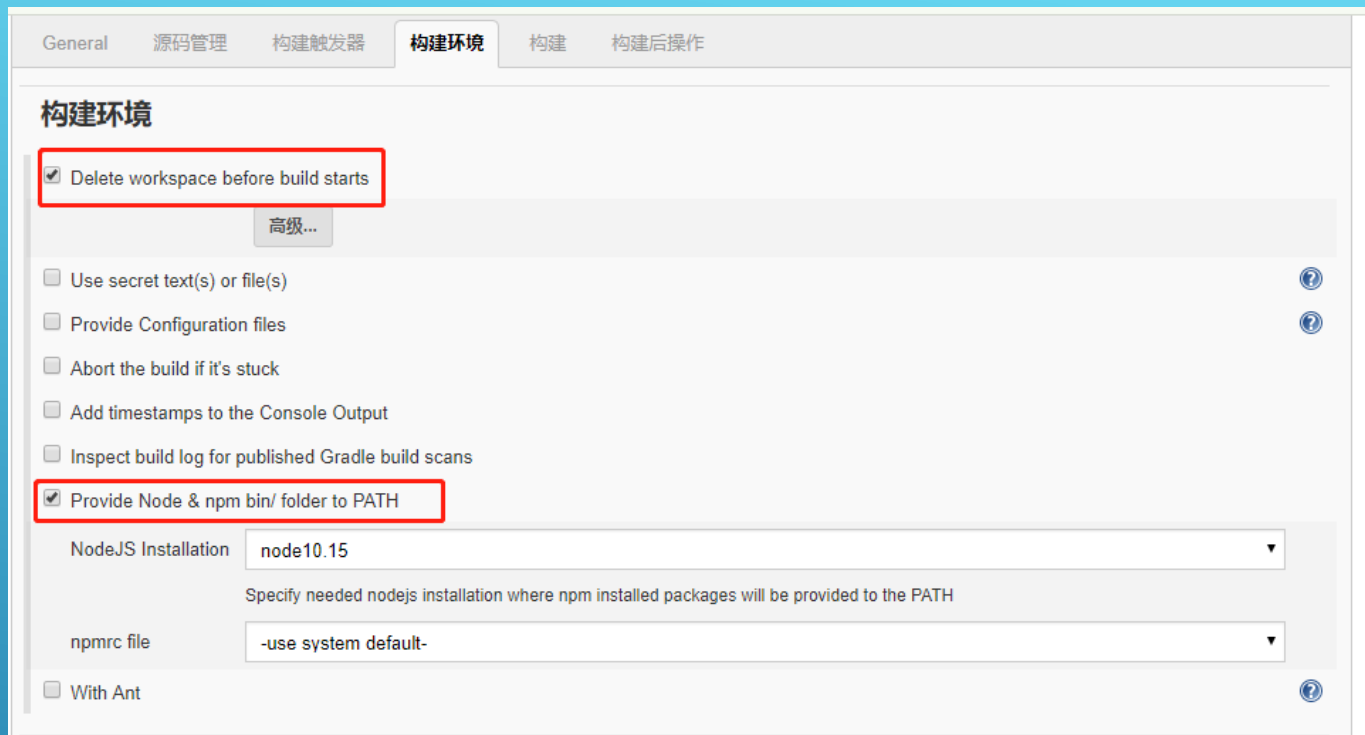 General 源码管理 构建触发器 构建环境 构建 构建后操作
构建环境
Delete workspace before build starts
高级...
Use secret text(s) or file(s)
Provide Configuration files
Abort the build if it's stuck
Add timestamps to the Console Output
Inspect build log for published Gradle build scans
Provide Node & npm bin/ folder to PATH
NodeJS Installation node10.15
Specify needed nodejs installation where npm installed packages will be provided to the PATH
npmrc file -use system default-
With Ant